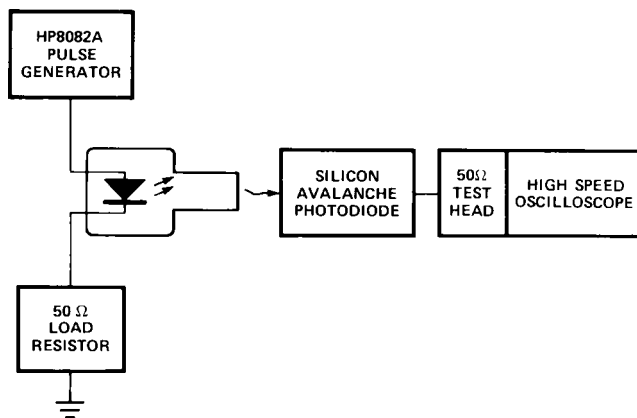 HP8082A
PULSE
GENERATOR
SILICON
AVALANCHE
PHOTODIODE
50Ω
TEST
HEAD
HIGH SPEED
OSCILLOSCOPE
50 Ω
LOAD
RESISTOR